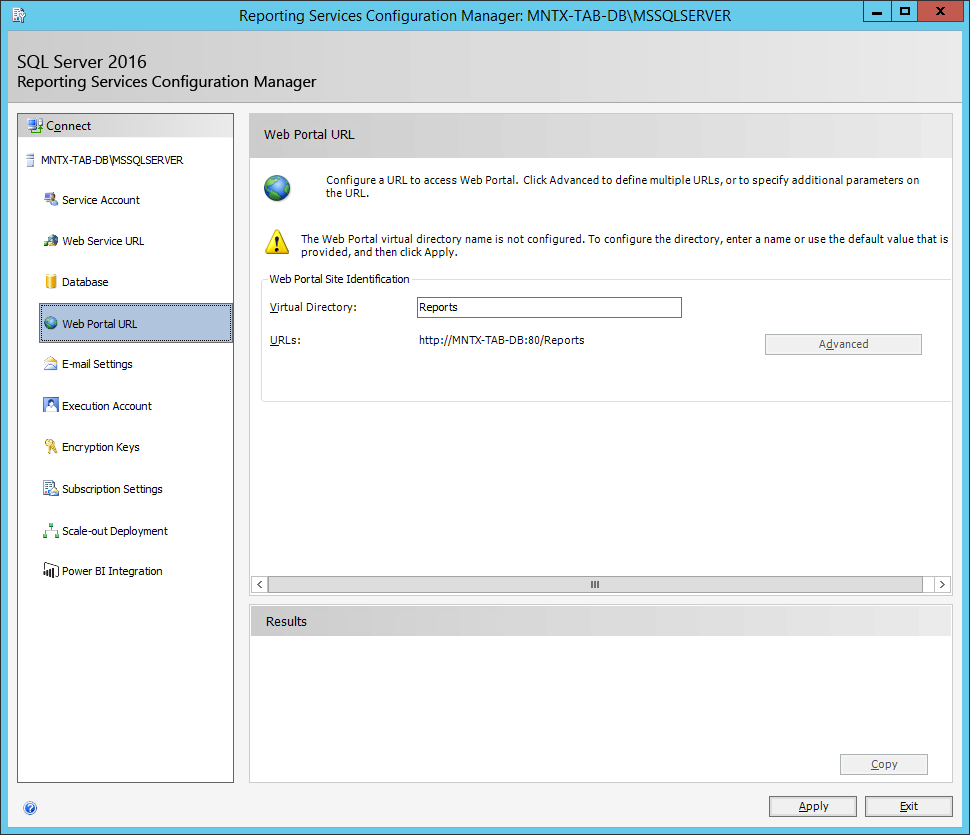 Reporting Services Configuration Manager: MNTX-TAB-DB\MSSQLSERVER
SQL Server 2016
Reporting Services Configuration Manager
Connect
MNTX-TAB-DB\MSSQLSERVER
Service Account
Web Service URL
Database
Web Portal URL
E-mail Settings
Execution Account
Encryption Keys
Subscription Settings
Scale-out Deployment
Power BI Integration
Web Portal URL
Configure a URL to access Web Portal. Click Advanced to define multiple URLs, or to specify additional parameters on
the URL.
The Web Portal virtual directory name is not configured. To configure the directory, enter a name or use the default value that is
provided, and then click Apply.
Web Portal Site Identification
Virtual Directory:
Reports
URLs:
http://MNTX-TAB-DB:80/Reports
Advanced
Results
Copy
Apply
Exit